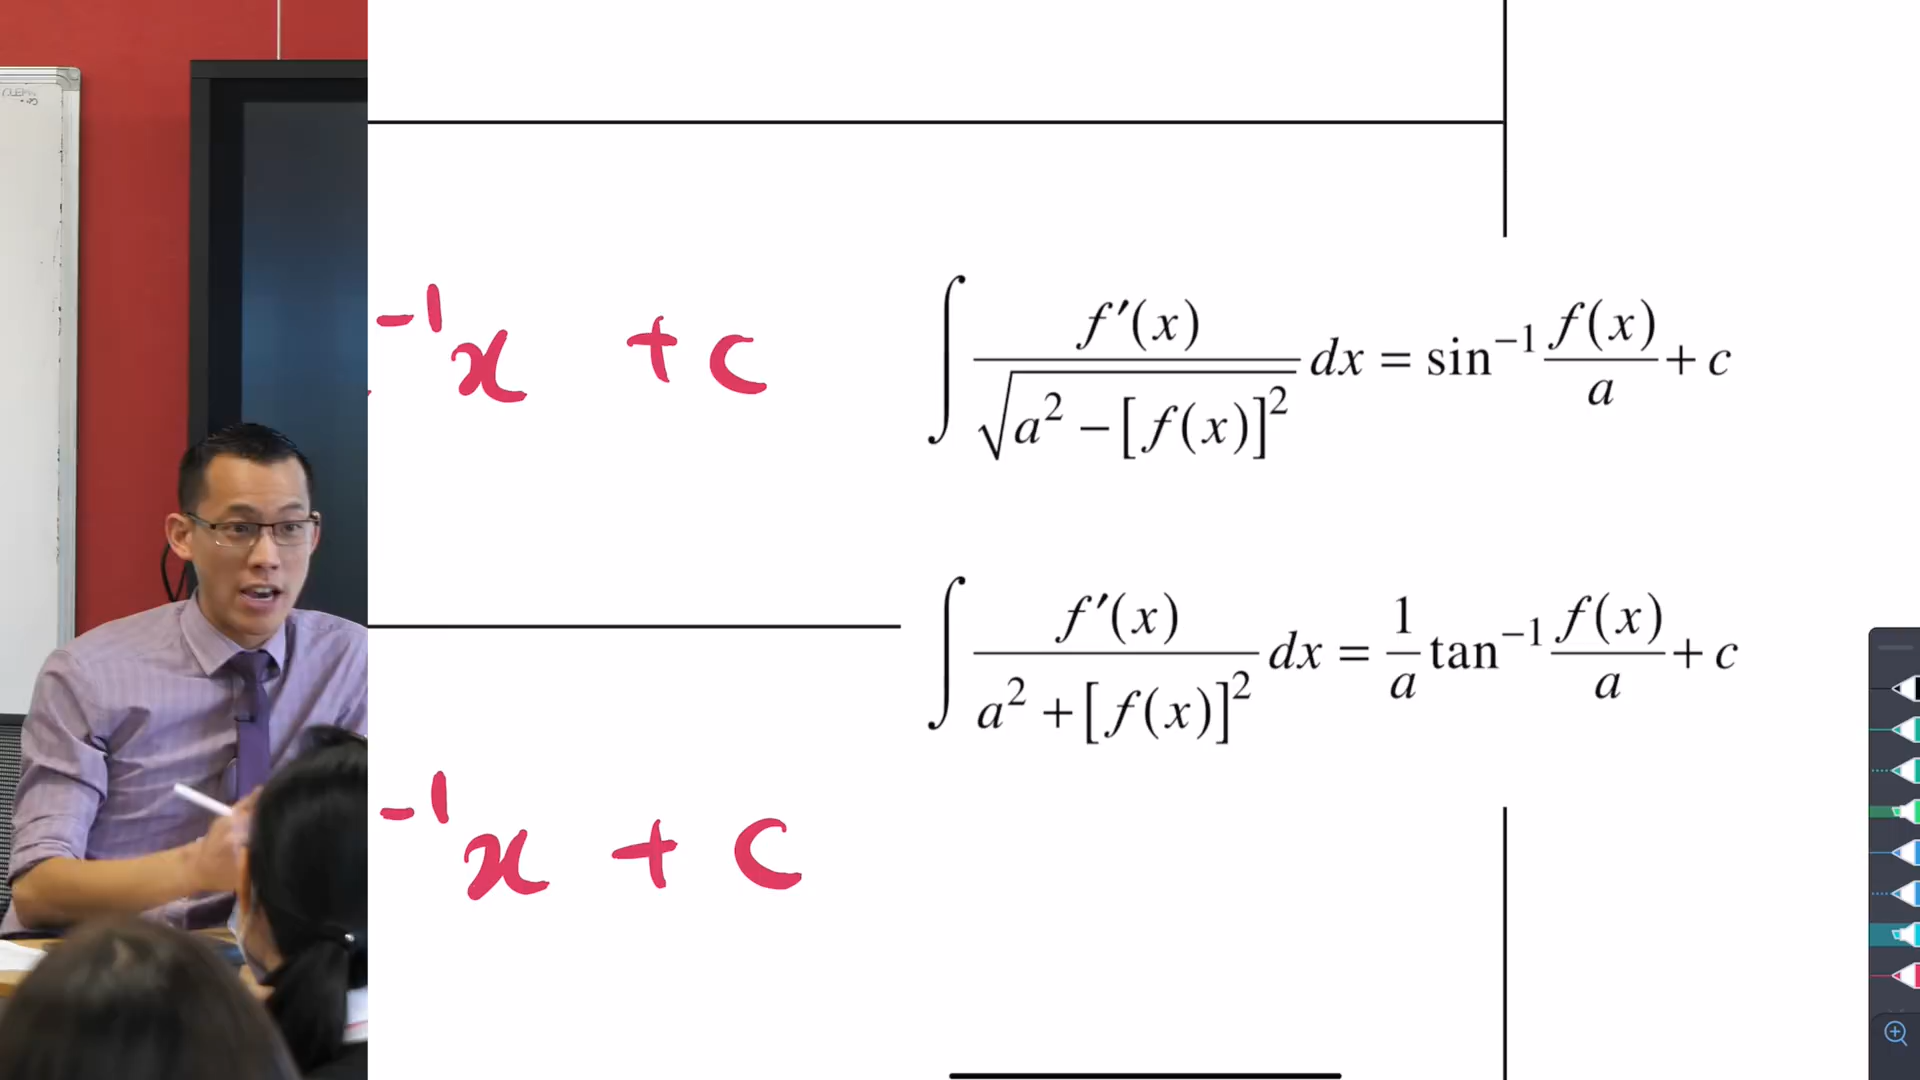 ⁻¹x + c
∫ f′(x) / √(a² − [f(x)]²) dx = sin⁻¹ f(x)/a + c
∫ f′(x) / (a² + [f(x)]²) dx = 1/a tan⁻¹ f(x)/a + c
⁻¹x + c